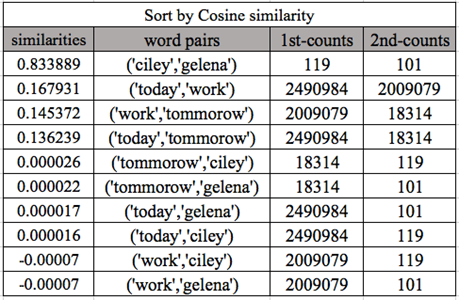 Sort by Cosine similarity
similarities word pairs 1st-counts 2nd-counts
0.833889 ('ciley','gelena') 119 101
0.167931 ('today','work') 2490984 2009079
0.145372 ('work','tommorow') 2009079 18314
0.136239 ('today','tommorow') 2490984 18314
0.000026 ('tommorow','ciley') 18314 119
0.000022 ('tommorow','gelena') 18314 101
0.000017 ('today','gelena') 2490984 101
0.000016 ('today','ciley') 2490984 119
-0.00007 ('work','ciley') 2009079 119
-0.00007 ('work','gelena') 2009079 101